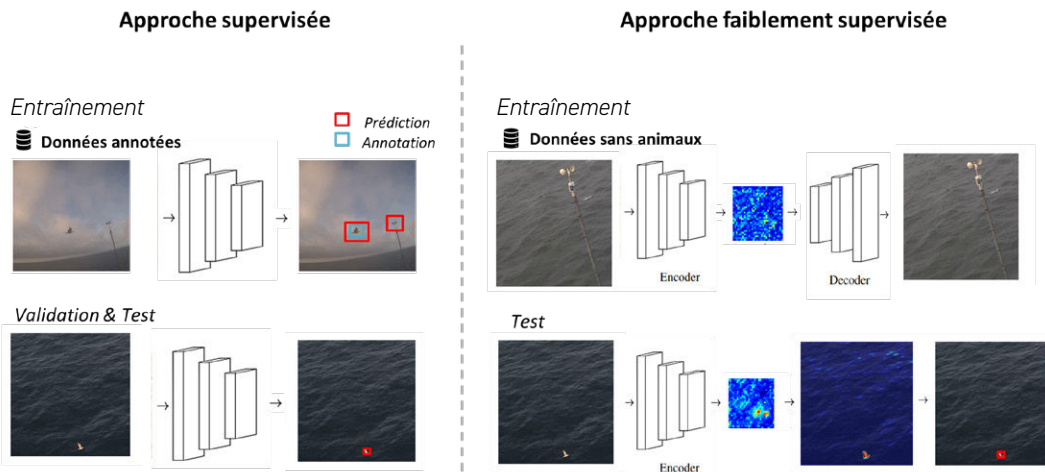 Approche supervisée
Entraînement
Données annotées
Prédiction
Annotation
Validation & Test
Approche faiblement supervisée
Entraînement
Données sans animaux
Encoder
Decoder
Test
Encoder